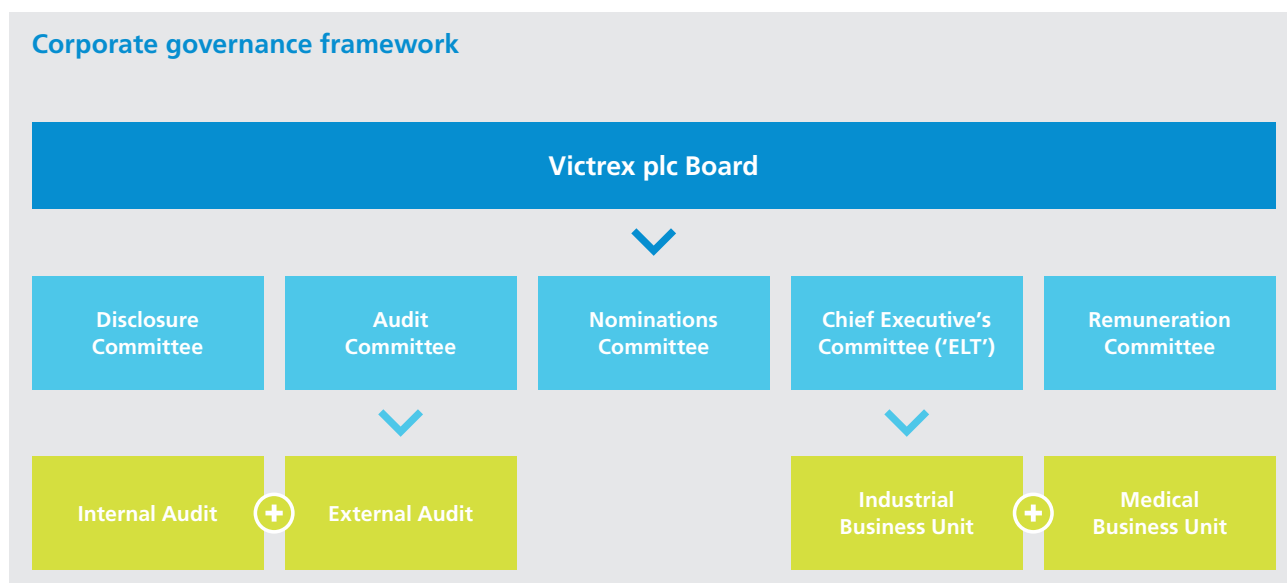 Corporate governance framework
Victrex plc Board
Disclosure
Committee
Audit
Committee
Nominations
Committee
Chief Executive’s
Committee (‘ELT’)
Remuneration
Committee
Internal Audit
External Audit
Industrial
Business Unit
Medical
Business Unit